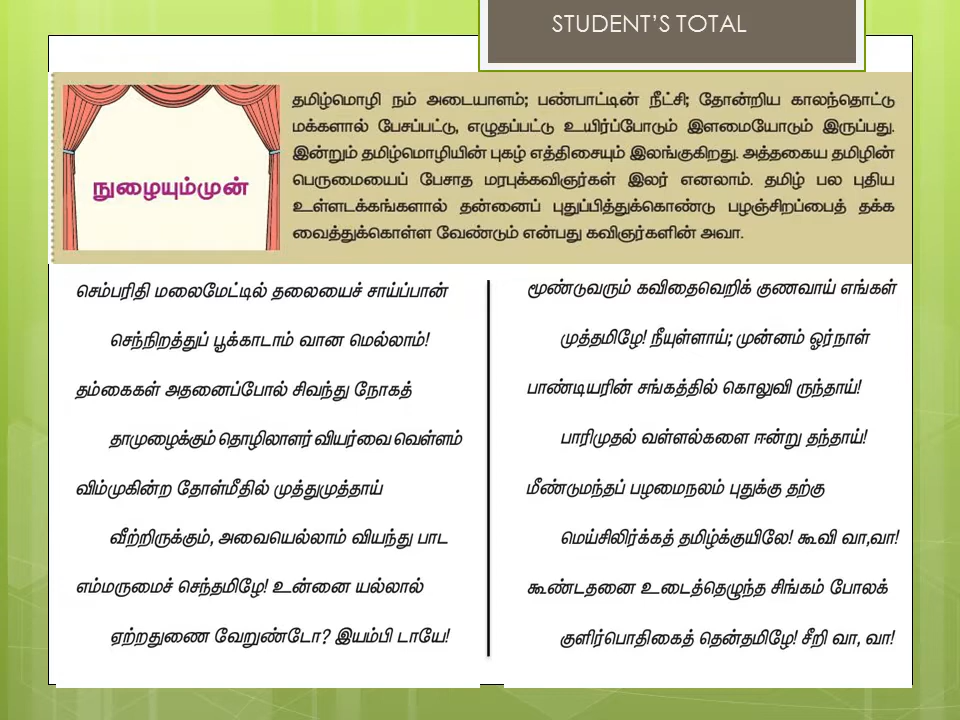 STUDENT’S TOTAL
நுழையும்முன்
தமிழ்மொழி நம் அடையாளம்; பண்பாட்டின் நீட்சி; தோன்றிய காலந்தொட்டு
மக்களால் பேசப்பட்டு, எழுதப்பட்டு உயிர்ப்போடும் இளமையோடும் இருப்பது.
இன்றும் தமிழ்மொழியின் புகழ் எத்திசையும் இலங்குகிறது. அத்தகைய தமிழின்
பெருமையைப் பேசாத மரபுக்கவிஞர்கள் இலர் எனலாம். தமிழ் பல புதிய
உள்ளடக்கங்களால் தன்னைப் புதுப்பித்துக்கொண்டு பழஞ்சிறப்பைத் தக்க
வைத்துக்கொள்ள வேண்டும் என்பது கவிஞர்களின் அவா.
செம்பரிதி மலைமேட்டில் தலையைச் சாய்ப்பான்
செந்நிறத்துப் பூக்காடாம் வான மெல்லாம்!
தம்கைகள் அதனைப்போல் சிவந்து நோகத்
தாமுழைக்கும் தொழிலாளர் வியர்வை வெள்ளம்
விம்முகின்ற தோள்மீதில் முத்துமுத்தாய்
வீற்றிருக்கும், அவையெல்லாம் வியந்து பாட
எம்மருமைச் செந்தமிழே! உன்னை யல்லால்
ஏற்றதுணை வேறுண்டோ? இயம்பி டாயே!
மூண்டுவரும் கவிதைவெறிக் குணவாய் எங்கள்
முத்தமிழே! நீயுள்ளாய்; முன்னம் ஓர்நாள்
பாண்டியரின் சங்கத்தில் கொலுவி ருந்தாய்!
பாரிமுதல் வள்ளல்களை ஈன்று தந்தாய்!
மீண்டுமந்தப் பழமைநலம் புதுக்கு தற்கு
மெய்சிலிர்க்கத் தமிழ்க்குயிலே! கூவி வா,வா!
கூண்டதனை உடைத்தெழுந்த சிங்கம் போலக்
குளிர்பொதிகைத் தென்தமிழே! சீறி வா, வா!